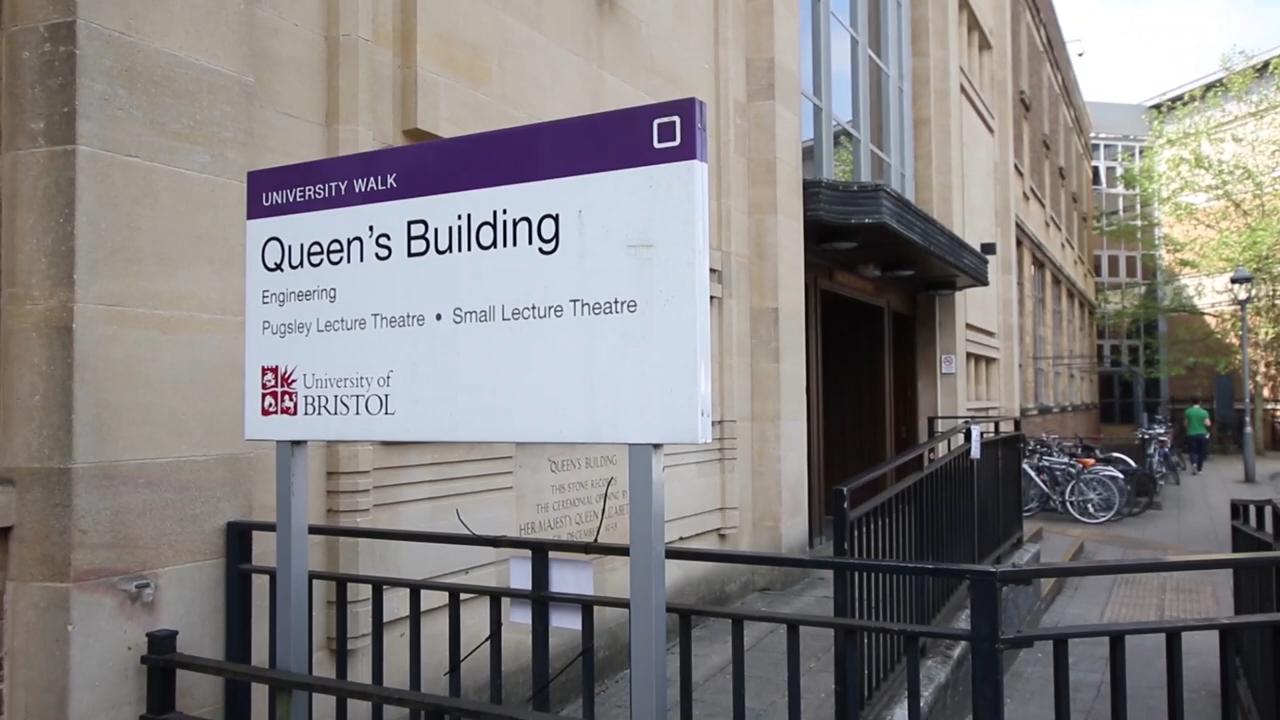 UNIVERSITY WALK
Queen's Building
Engineering
Pugsley Lecture Theatre • Small Lecture Theatre
University of
BRISTOL
QUEEN'S BUILDING
THIS STONE RECORDS
THE CEREMONIAL OPENING BY
HER MAJESTY QUEEN ELIZABETH
DECEMBER